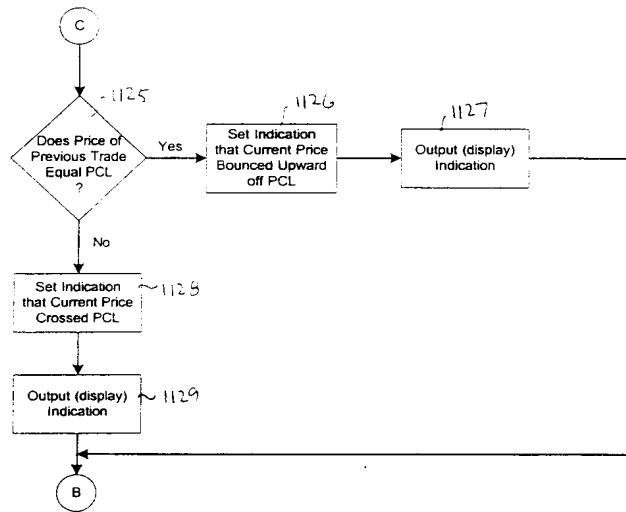 C
1125
Does Price of
Previous Trade
Equal PCL
?
Yes
1126
Set Indication
that Current Price
Bounced Upward
off PCL
1127
Output (display)
Indication
No
Set Indication
that Current Price
Crossed PCL
1128
Output (display)
Indication
1129
B